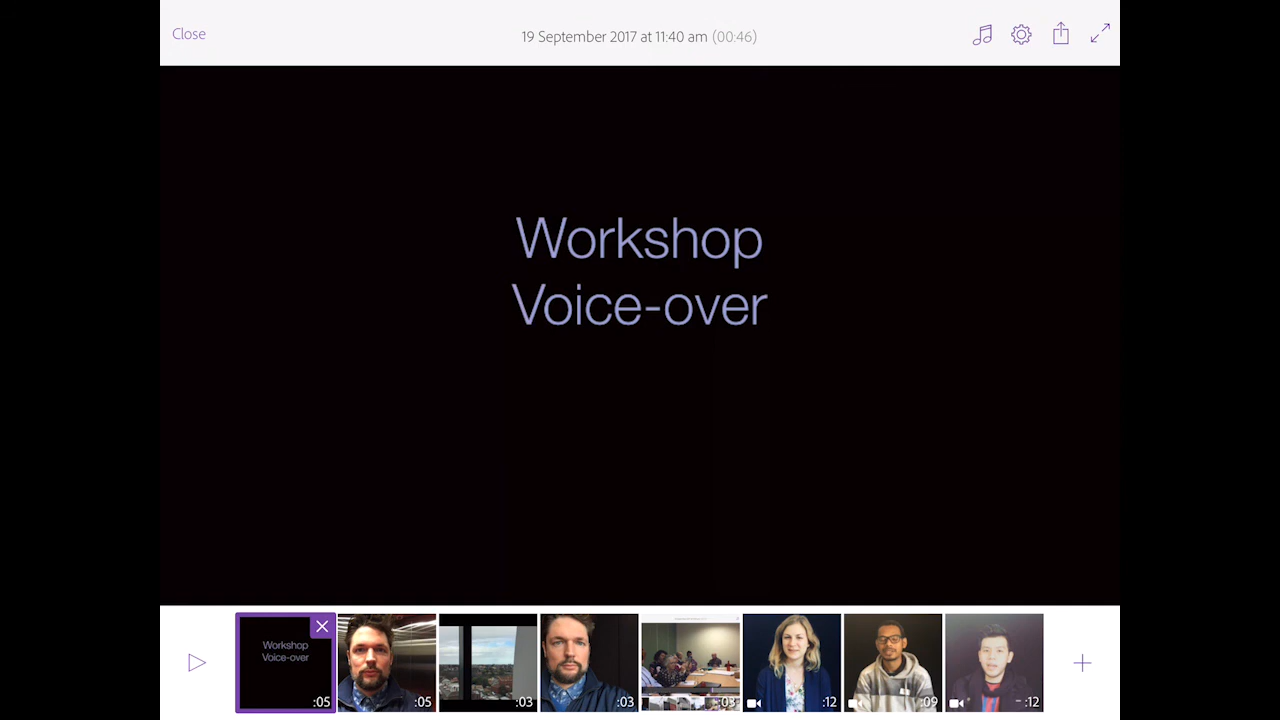 Close
19 September 2017 at 11:40 am (00:46)
Workshop
Voice-over
Workshop
Voice-over
:05
:05
:03
:03
:03
:12
:09
:12